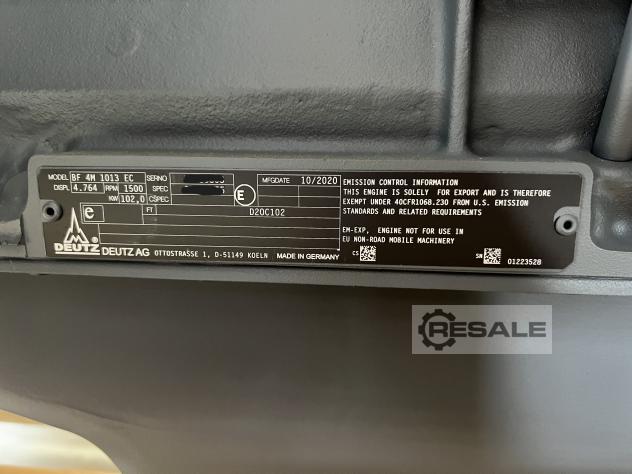 MODEL BF 4M 1013 EC SERNO MFGDATE 10/2020
DISPL 4.764 RPM 1500 SPEC E
KW 102,0 CSPEC
e FT D20C102
DEUTZ DEUTZ AG OTTOSTRASSE 1, D-51149 KOELN MADE IN GERMANY
EMISSION CONTROL INFORMATION
THIS ENGINE IS SOLELY FOR EXPORT AND IS THEREFORE
EXEMPT UNDER 40CFR1068.230 FROM U.S. EMISSION
STANDARDS AND RELATED REQUIREMENTS
EM-EXP, ENGINE NOT FOR USE IN
EU NON-ROAD MOBILE MACHINERY
CS SN 01223528
RESALE